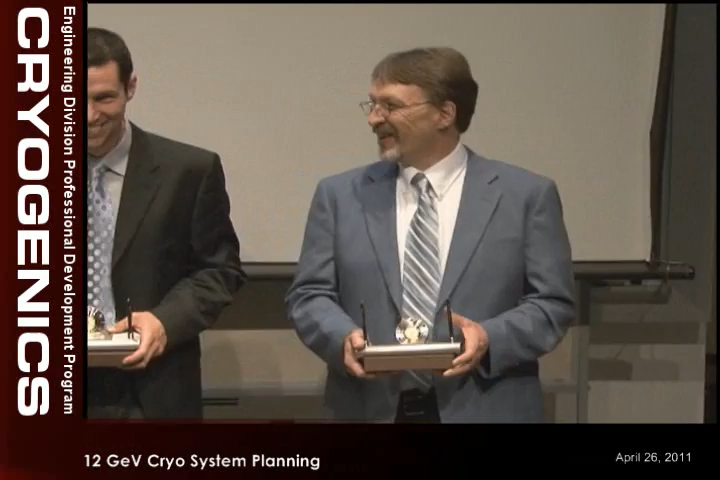 CRYOGENICS
Engineering Division Professional Development Program
12 GeV Cryo System Planning
April 26, 2011